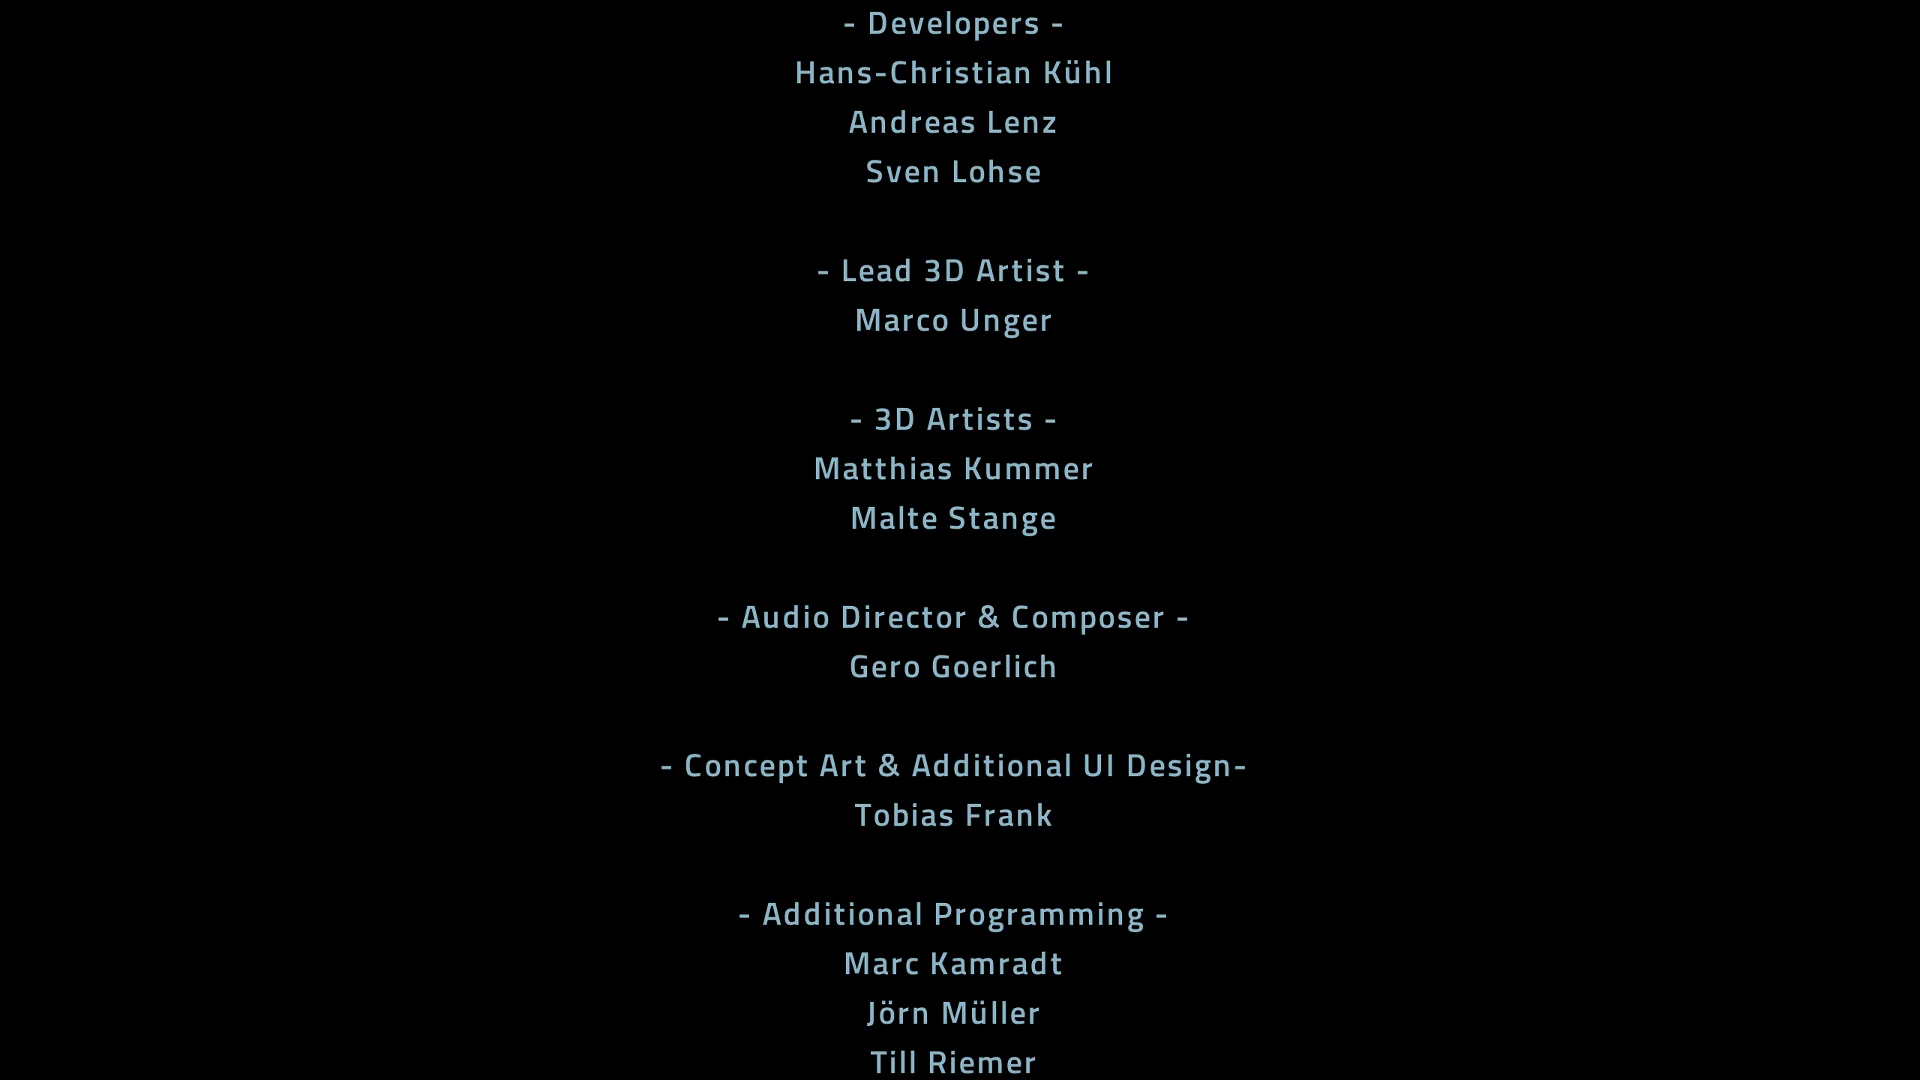 - Developers -
Hans-Christian Kühl
Andreas Lenz
Sven Lohse
- Lead 3D Artist -
Marco Unger
- 3D Artists -
Matthias Kummer
Malte Stange
- Audio Director & Composer -
Gero Goerlich
- Concept Art & Additional UI Design-
Tobias Frank
- Additional Programming -
Marc Kamradt
Jörn Müller
Till Riemer